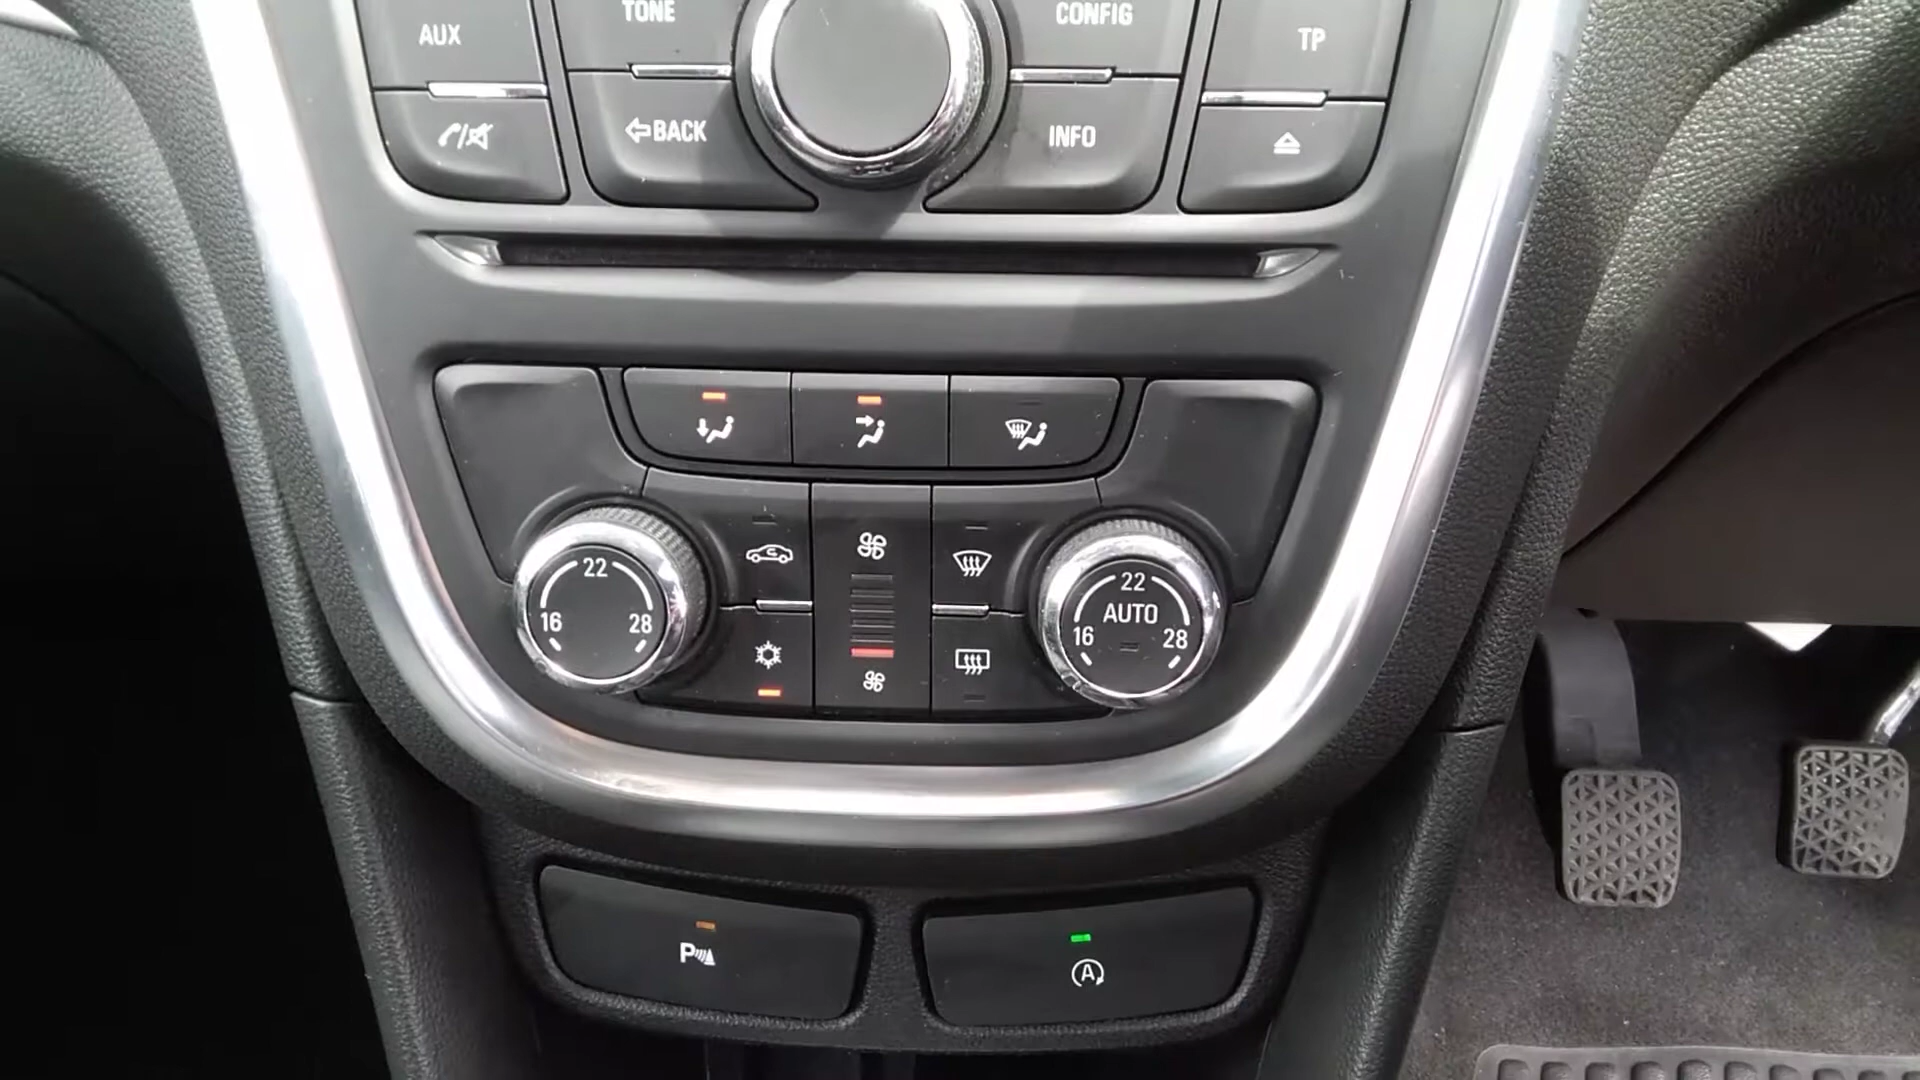 AUX
TONE
CONFIG
TP
BACK
INFO
22
16 28
22
AUTO
16 28
P
A